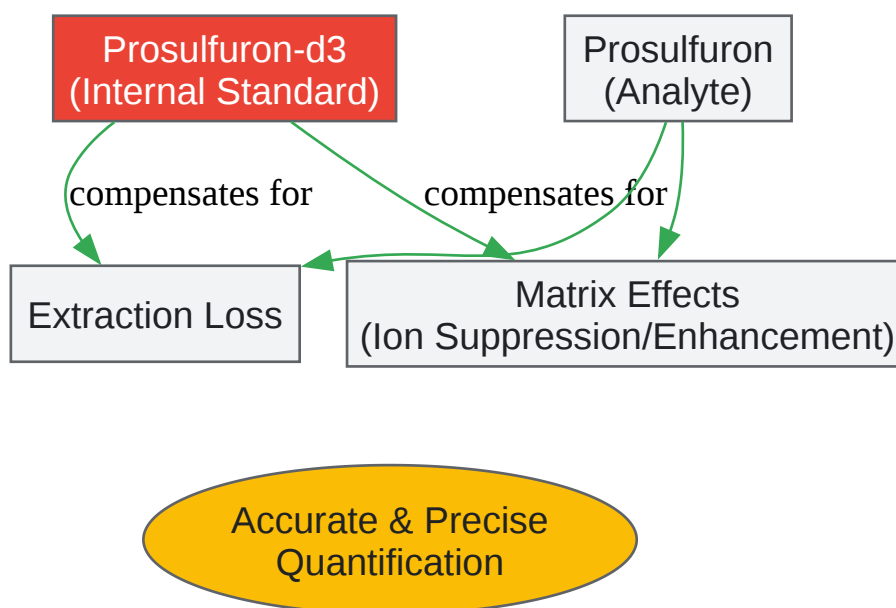 Prosulfuron-d3
(Internal Standard)
Prosulfuron
(Analyte)
compensates for
compensates for
Extraction Loss
Matrix Effects
(Ion Suppression/Enhancement)
Accurate & Precise
Quantification